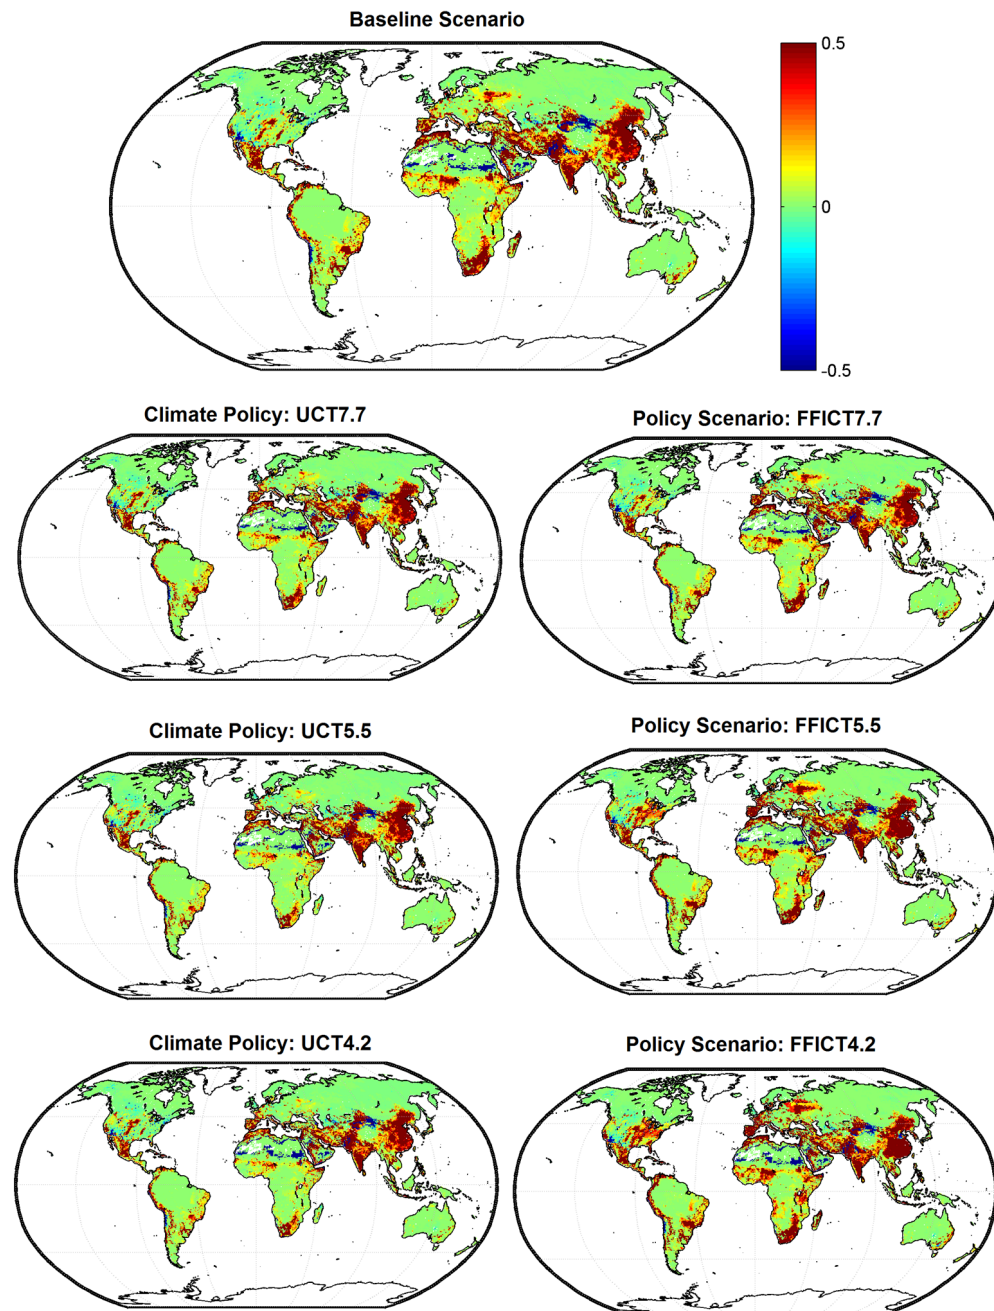 Baseline Scenario
0.5
0
-0.5
Climate Policy: UCT7.7
Policy Scenario: FFICT7.7
Climate Policy: UCT5.5
Policy Scenario: FFICT5.5
Climate Policy: UCT4.2
Policy Scenario: FFICT4.2